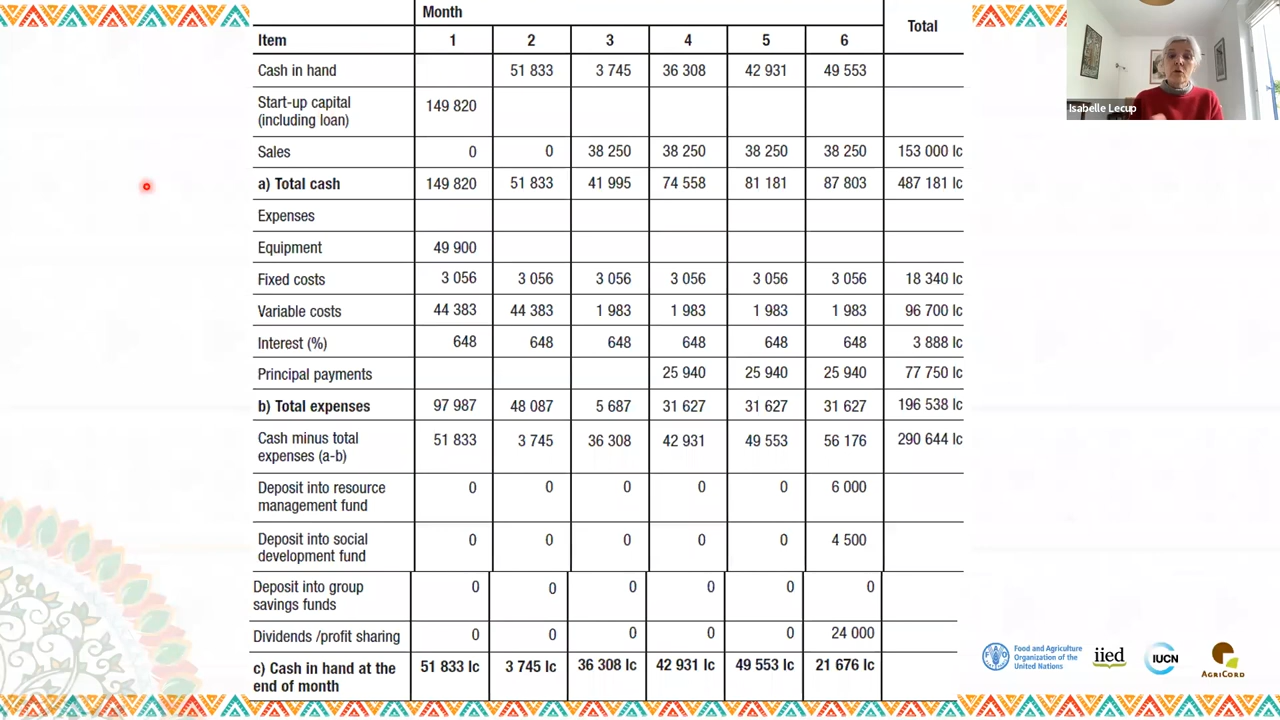 Month
Total
Item 1 2 3 4 5 6
Cash in hand 51 833 3 745 36 308 42 931 49 553
Start-up capital
(including loan) 149 820
Sales 0 0 38 250 38 250 38 250 38 250 153 000 lc
a) Total cash 149 820 51 833 41 995 74 558 81 181 87 803 487 181 lc
Expenses
Equipment 49 900
Fixed costs 3 056 3 056 3 056 3 056 3 056 3 056 18 340 lc
Variable costs 44 383 44 383 1 983 1 983 1 983 1 983 96 700 lc
Interest (%) 648 648 648 648 648 648 3 888 lc
Principal payments 25 940 25 940 25 940 77 750 lc
b) Total expenses 97 987 48 087 5 687 31 627 31 627 31 627 196 538 lc
Cash minus total
expenses (a-b) 51 833 3 745 36 308 42 931 49 553 56 176 290 644 lc
Deposit into resource
management fund 0 0 0 0 0 6 000
Deposit into social
development fund 0 0 0 0 0 4 500
Deposit into group
savings funds 0 0 0 0 0 0
Dividends /profit sharing 0 0 0 0 0 24 000
c) Cash in hand at the
end of month 51 833 lc 3 745 lc 36 308 lc 42 931 lc 49 553 lc 21 676 lc
Isabelle Lecup
Food and Agriculture
Organization of the
United Nations
iied
IUCN
AGRICORD